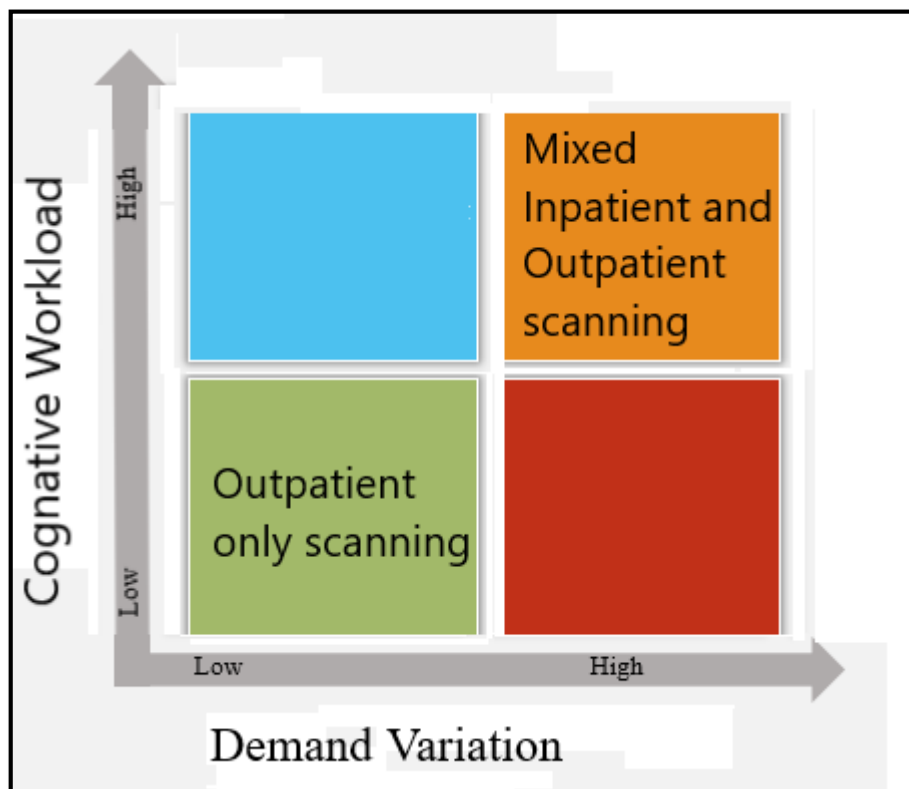 Cognative Workload
High
Low
Mixed
Inpatient and
Outpatient
scanning
Outpatient
only scanning
Low
High
Demand Variation